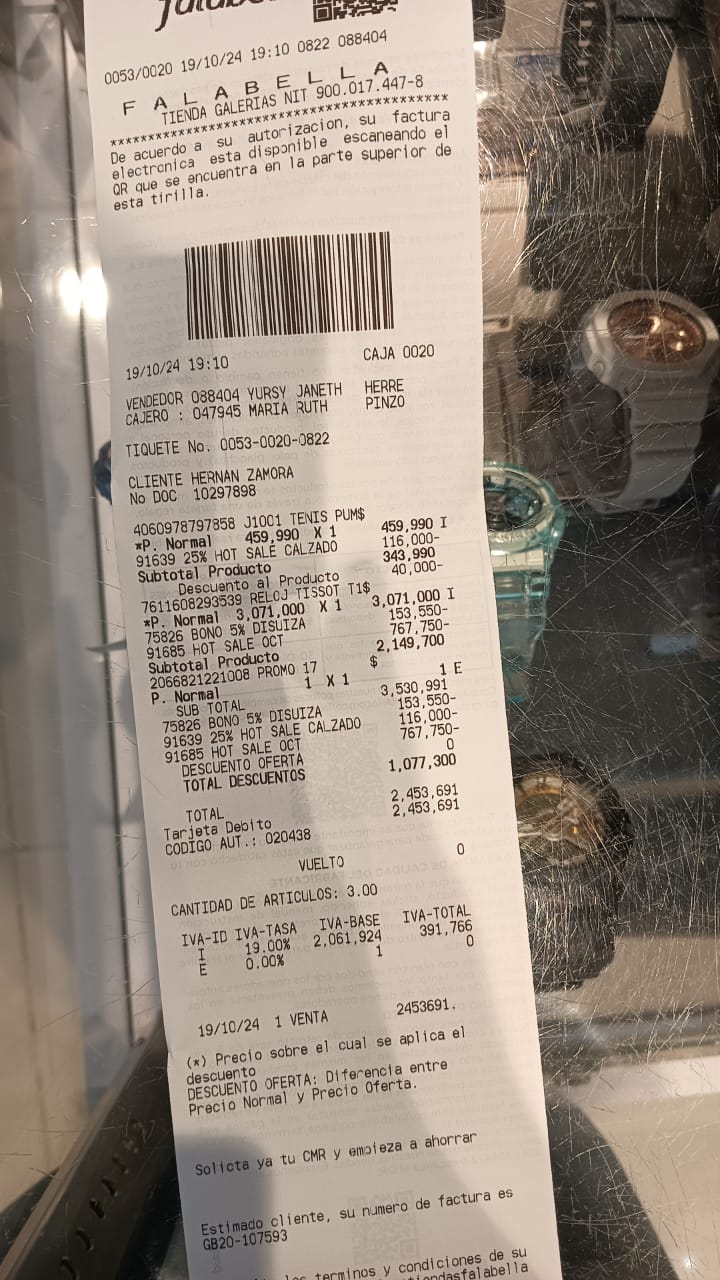 0053/0020 19/10/24 19:10 0822 088404
F A L A B E L L A
TIENDA GALERIAS NIT 900.017.447-8
*********************************************
De acuerdo a su autorizacion, su factura
electronica esta disponible escaneando el
QR que se encuentra en la parte superior de
esta tirilla.
19/10/24 19:10 CAJA 0020
VENDEDOR 088404 YURSY JANETH HERRE
CAJERO : 047945 MARIA RUTH PINZO
TIQUETE No. 0053-0020-0822
CLIENTE HERNAN ZAMORA
No DOC 10297898
4060978797858 J1001 TENIS PUM$
*P. Normal 459,990 X 1 459,990 I
91639 25% HOT SALE CALZADO 116,000-
Subtotal Producto 343,990
Descuento al Producto 40,000-
7611608293539 RELOJ TISSOT T1$
*P. Normal 3,071,000 X 1 3,071,000 I
75826 BONO 5% DISUIZA 153,550-
91685 HOT SALE OCT 767,750-
Subtotal Producto 2,149,700
2066821221008 PROMO 17 $
P. Normal 1 X 1 1 E
SUB TOTAL 3,530,991
75826 BONO 5% DISUIZA 153,550-
91639 25% HOT SALE CALZADO 116,000-
91685 HOT SALE OCT 767,750-
DESCUENTO OFERTA 0
TOTAL DESCUENTOS 1,077,300
TOTAL 2,453,691
Tarjeta Debito 2,453,691
CODIGO AUT.: 020438
VUELTO 0
CANTIDAD DE ARTICULOS: 3.00
IVA-ID IVA-TASA IVA-BASE IVA-TOTAL
I 19.00% 2,061,924 391,766
E 0.00% 1 0
19/10/24 1 VENTA 2453691.
(*) Precio sobre el cual se aplica el
descuento
DESCUENTO OFERTA: Diferencia entre
Precio Normal y Precio Oferta.
Solicta ya tu CMR y empieza a ahorrar
Estimado cliente, su numero de factura es
GB20-107593
terminos y condiciones de su